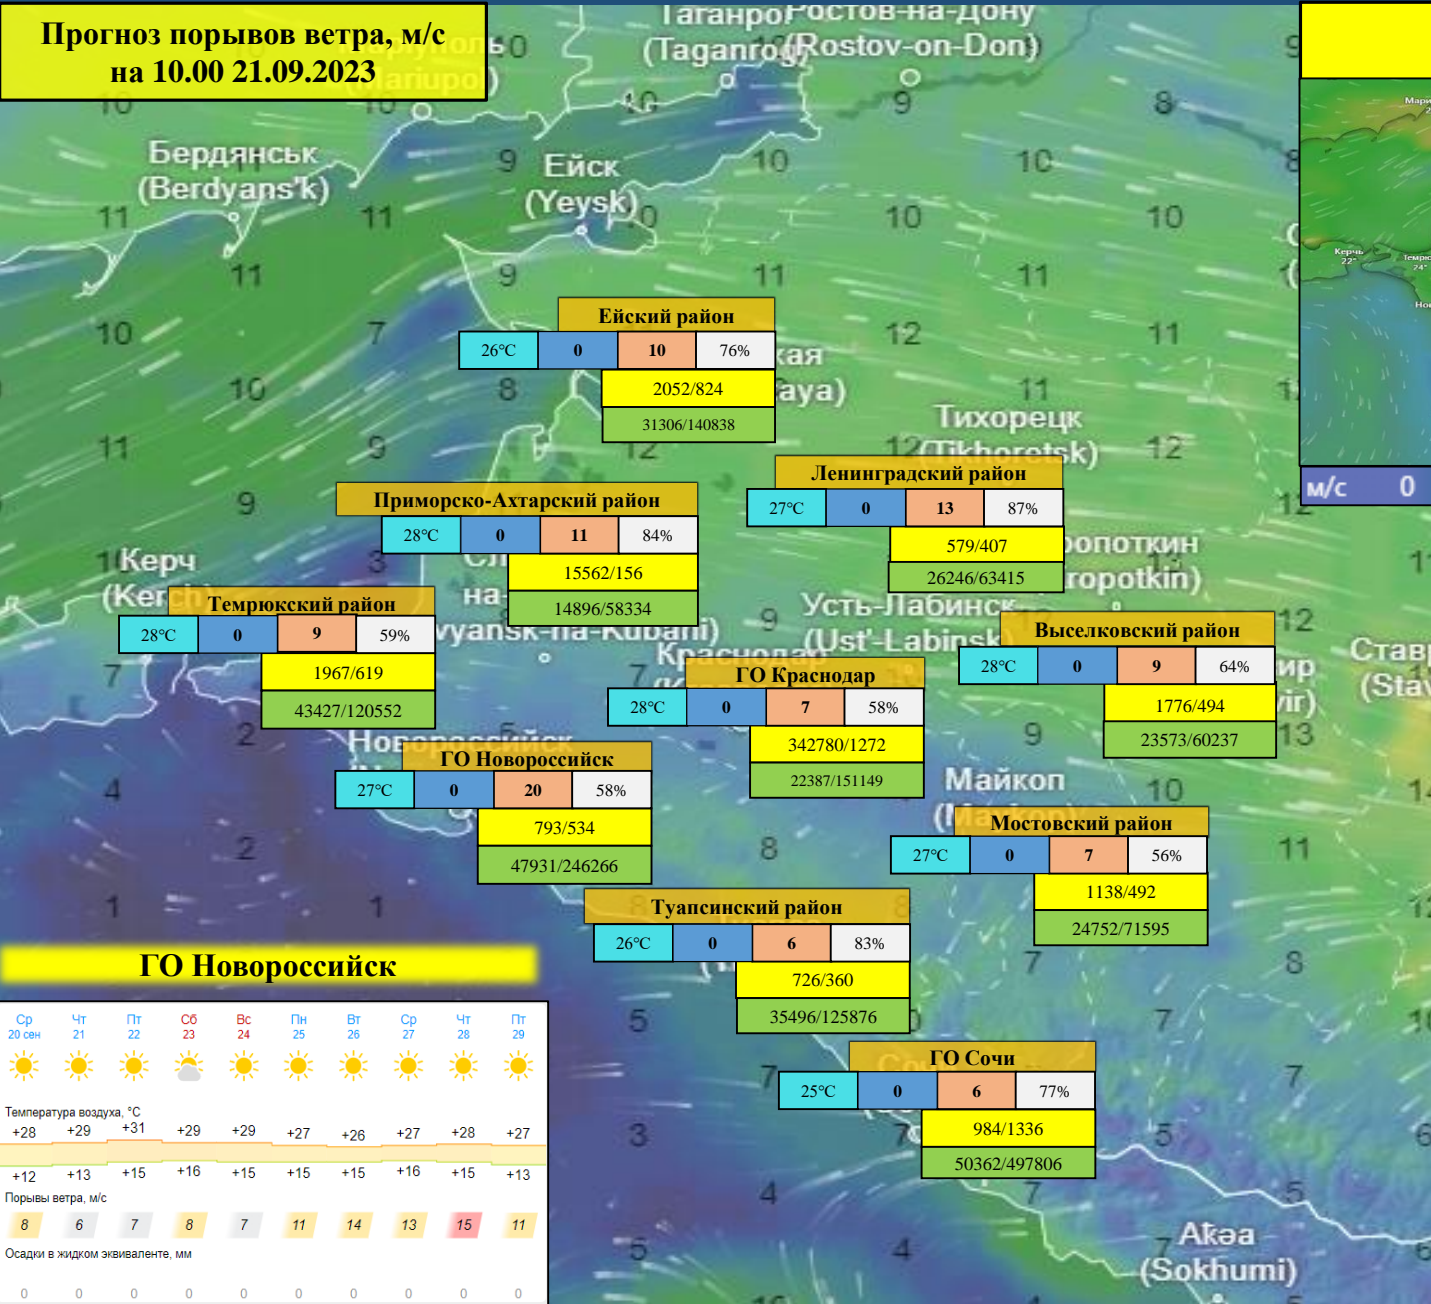 Прогноз порывов ветра, м/с
на 10.00 21.09.2023
Ростов-на-Дону
(Taganrog)
(Rostov-on-Don)
Бердянськ
(Berdyans'k)
Ейск
(Yeysk)
Ейский район
26°C 0 10 76%
2052/824
31306/140838
Тихорецк
(Tikhoretsk)
Ленинградский район
27°C 0 13 87%
579/407
26246/63415
Приморско-Ахтарский район
28°C 0 11 84%
15562/156
14896/58334
Керч
Темрюкский район
28°C 0 9 59%
1967/619
43427/120552
Усть-Лабинск
(Ust'-Labinsk)
Выселковский район
28°C 0 9 64%
1776/494
23573/60237
ГО Краснодар
28°C 0 7 58%
342780/1272
22387/151149
Новороссийск
ГО Новороссийск
27°C 0 20 58%
793/534
47931/246266
Майкоп
Мостовский район
27°C 0 7 56%
1138/492
24752/71595
Туапсинский район
26°C 0 6 83%
726/360
35496/125876
ГО Сочи
25°C 0 6 77%
984/1336
50362/497806
Аҟәа
(Sokhumi)
Керчь
22°
м/с 0
ГО Новороссийск
Ср Чт Пт Сб Вс Пн Вт Ср Чт Пт
20 сен 21 22 23 24 25 26 27 28 29
Температура воздуха, °C
+28 +29 +31 +29 +29 +27 +26 +27 +28 +27
+12 +13 +15 +16 +15 +15 +15 +16 +15 +13
Порывы ветра, м/с
8 6 7 8 7 11 14 13 15 11
Осадки в жидком эквиваленте, мм
0 0 0 0 0 0 0 0 0 0